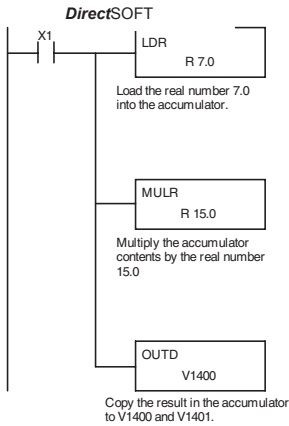 DirectSOFT
X1
LDR
R 7.0
Load the real number 7.0
into the accumulator.
MULR
R 15.0
Multiply the accumulator
contents by the real number
15.0
OUTD
V1400
Copy the result in the accumulator
to V1400 and V1401.